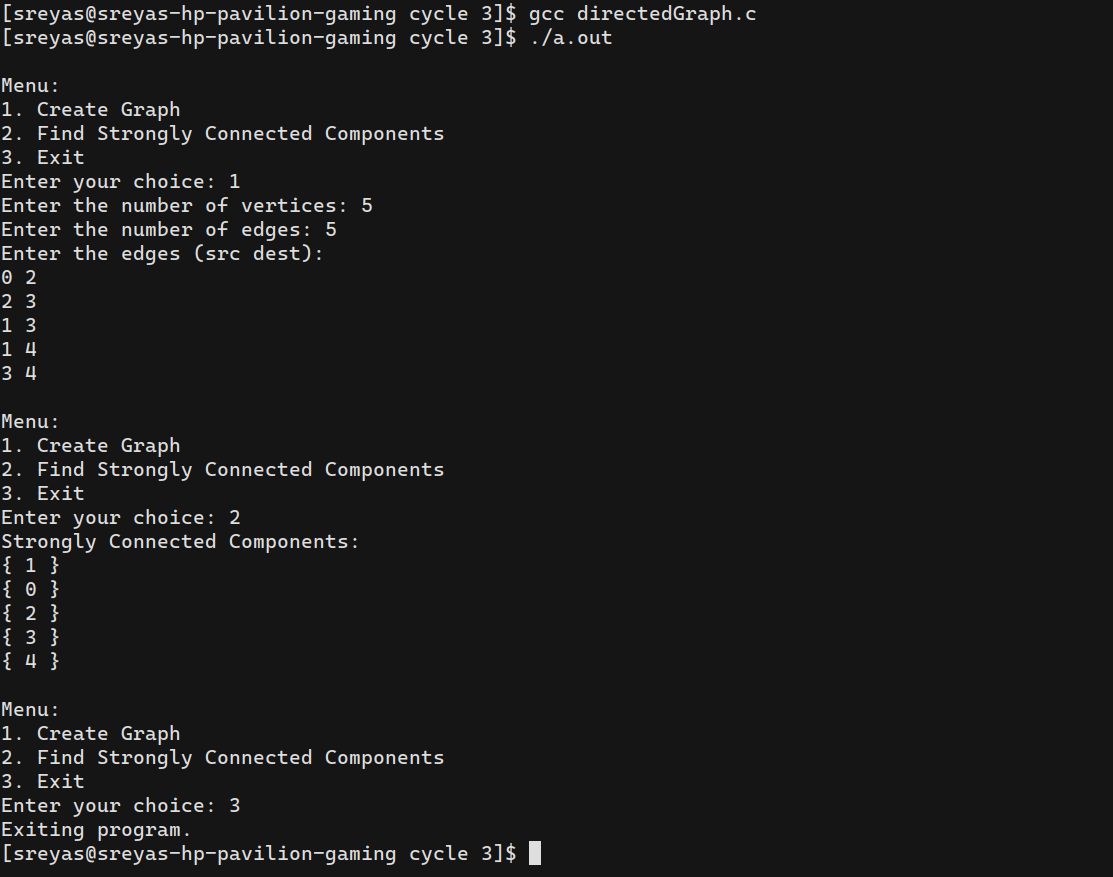 [sreyas@sreyas-hp-pavilion-gaming cycle 3]$ gcc directedGraph.c
[sreyas@sreyas-hp-pavilion-gaming cycle 3]$ ./a.out

Menu:
1. Create Graph
2. Find Strongly Connected Components
3. Exit
Enter your choice: 1
Enter the number of vertices: 5
Enter the number of edges: 5
Enter the edges (src dest):
0 2
2 3
1 3
1 4
3 4

Menu:
1. Create Graph
2. Find Strongly Connected Components
3. Exit
Enter your choice: 2
Strongly Connected Components:
{ 1 }
{ 0 }
{ 2 }
{ 3 }
{ 4 }

Menu:
1. Create Graph
2. Find Strongly Connected Components
3. Exit
Enter your choice: 3
Exiting program.
[sreyas@sreyas-hp-pavilion-gaming cycle 3]$